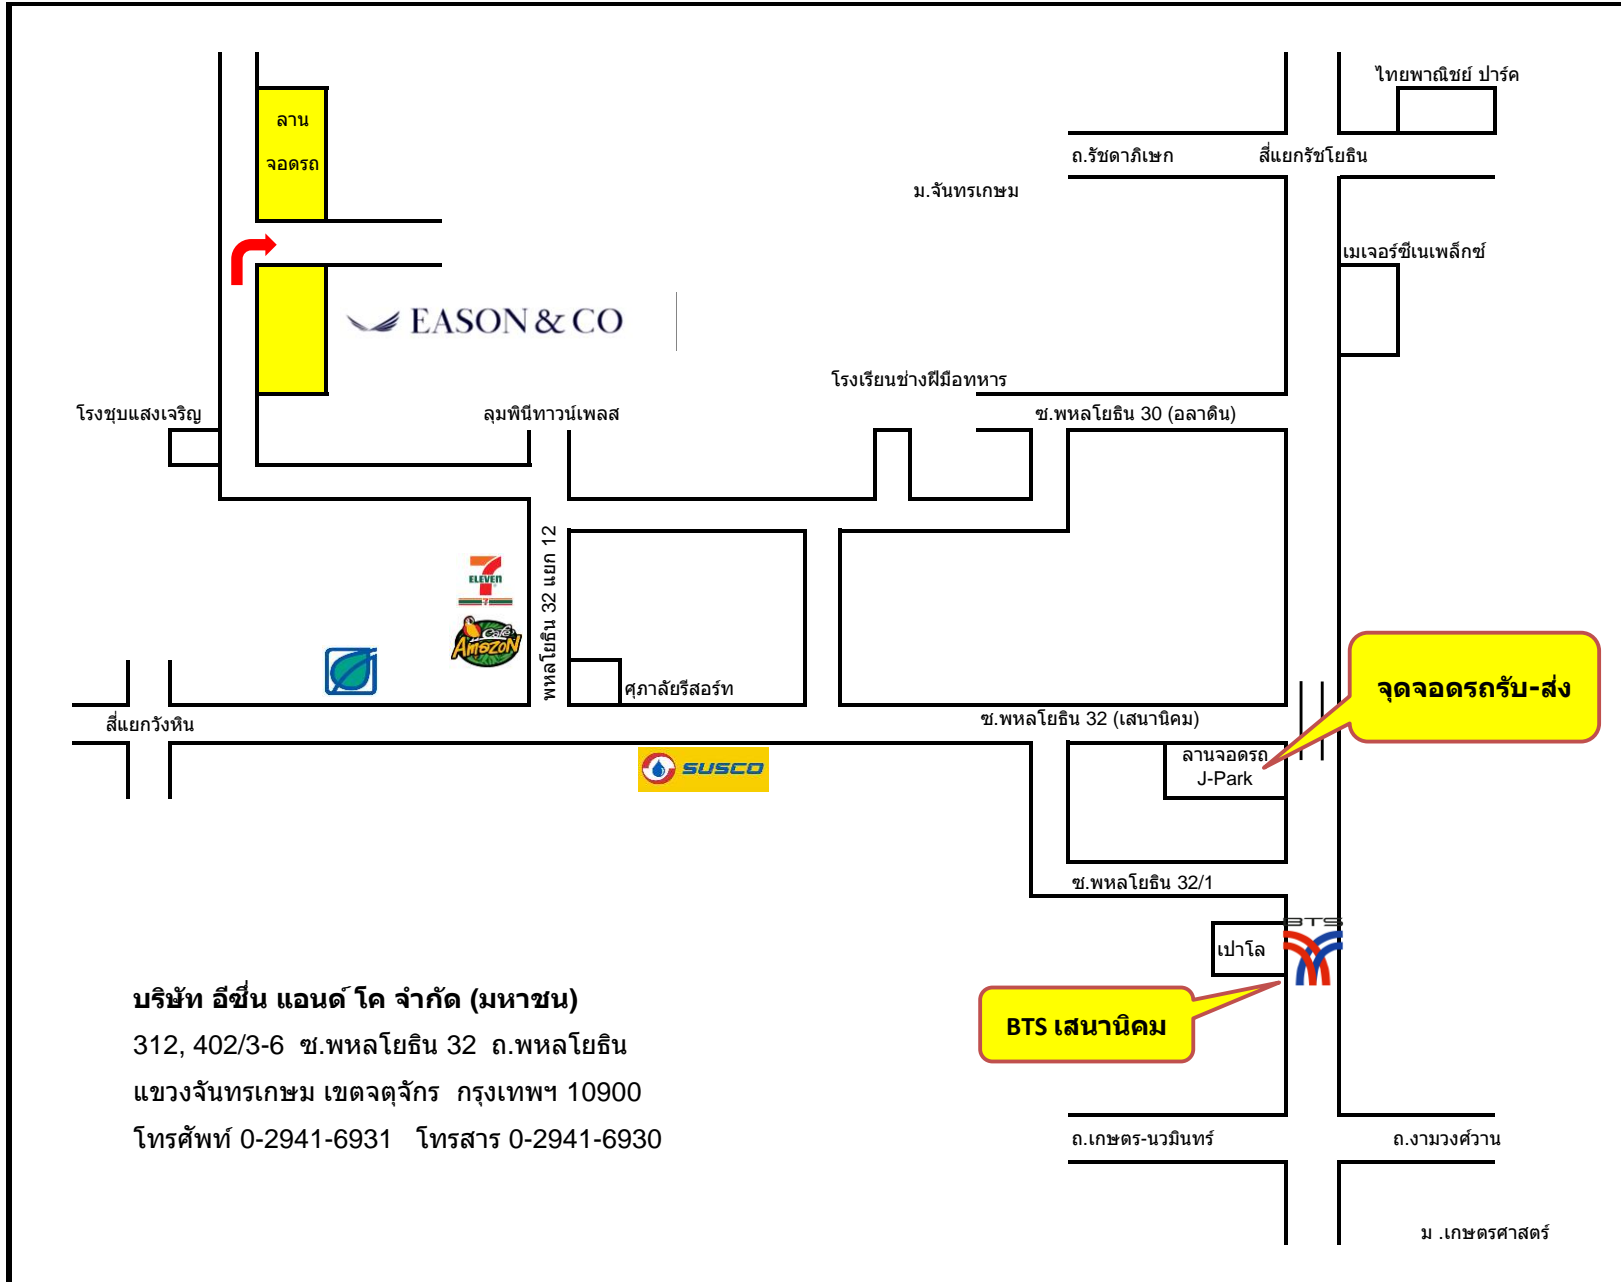 ไทยพาณิชย์ ปาร์ค
ลาน
จอดรถ
ถ.รัชดาภิเษก
สี่แยกรัชโยธิน
ม.จันทรเกษม
เมเจอร์ซีเนเพล็กซ์
EASON & CO
โรงเรียนช่างฝีมือทหาร
โรงชุบแสงเจริญ
ลุมพินีทาวน์เพลส
ซ.พหลโยธิน 30 (อลาดิน)
พหลโยธิน 32 แยก 12
7
ELEVEN
Café
Amazon
ศุภาลัยรีสอร์ท
จุดจอดรถรับ-ส่ง
สี่แยกวังหิน
ซ.พหลโยธิน 32 (เสนานิคม)
SUSCO
ลานจอดรถ
J-Park
ซ.พหลโยธิน 32/1
BTS
เปาโล
BTS เสนานิคม
บริษัท อีซึ่น แอนด์ โค จำกัด (มหาชน)
312, 402/3-6 ซ.พหลโยธิน 32 ถ.พหลโยธิน
แขวงจันทรเกษม เขตจตุจักร กรุงเทพฯ 10900
โทรศัพท์ 0-2941-6931 โทรสาร 0-2941-6930
ถ.เกษตร-นวมินทร์
ถ.งามวงศ์วาน
ม .เกษตรศาสตร์